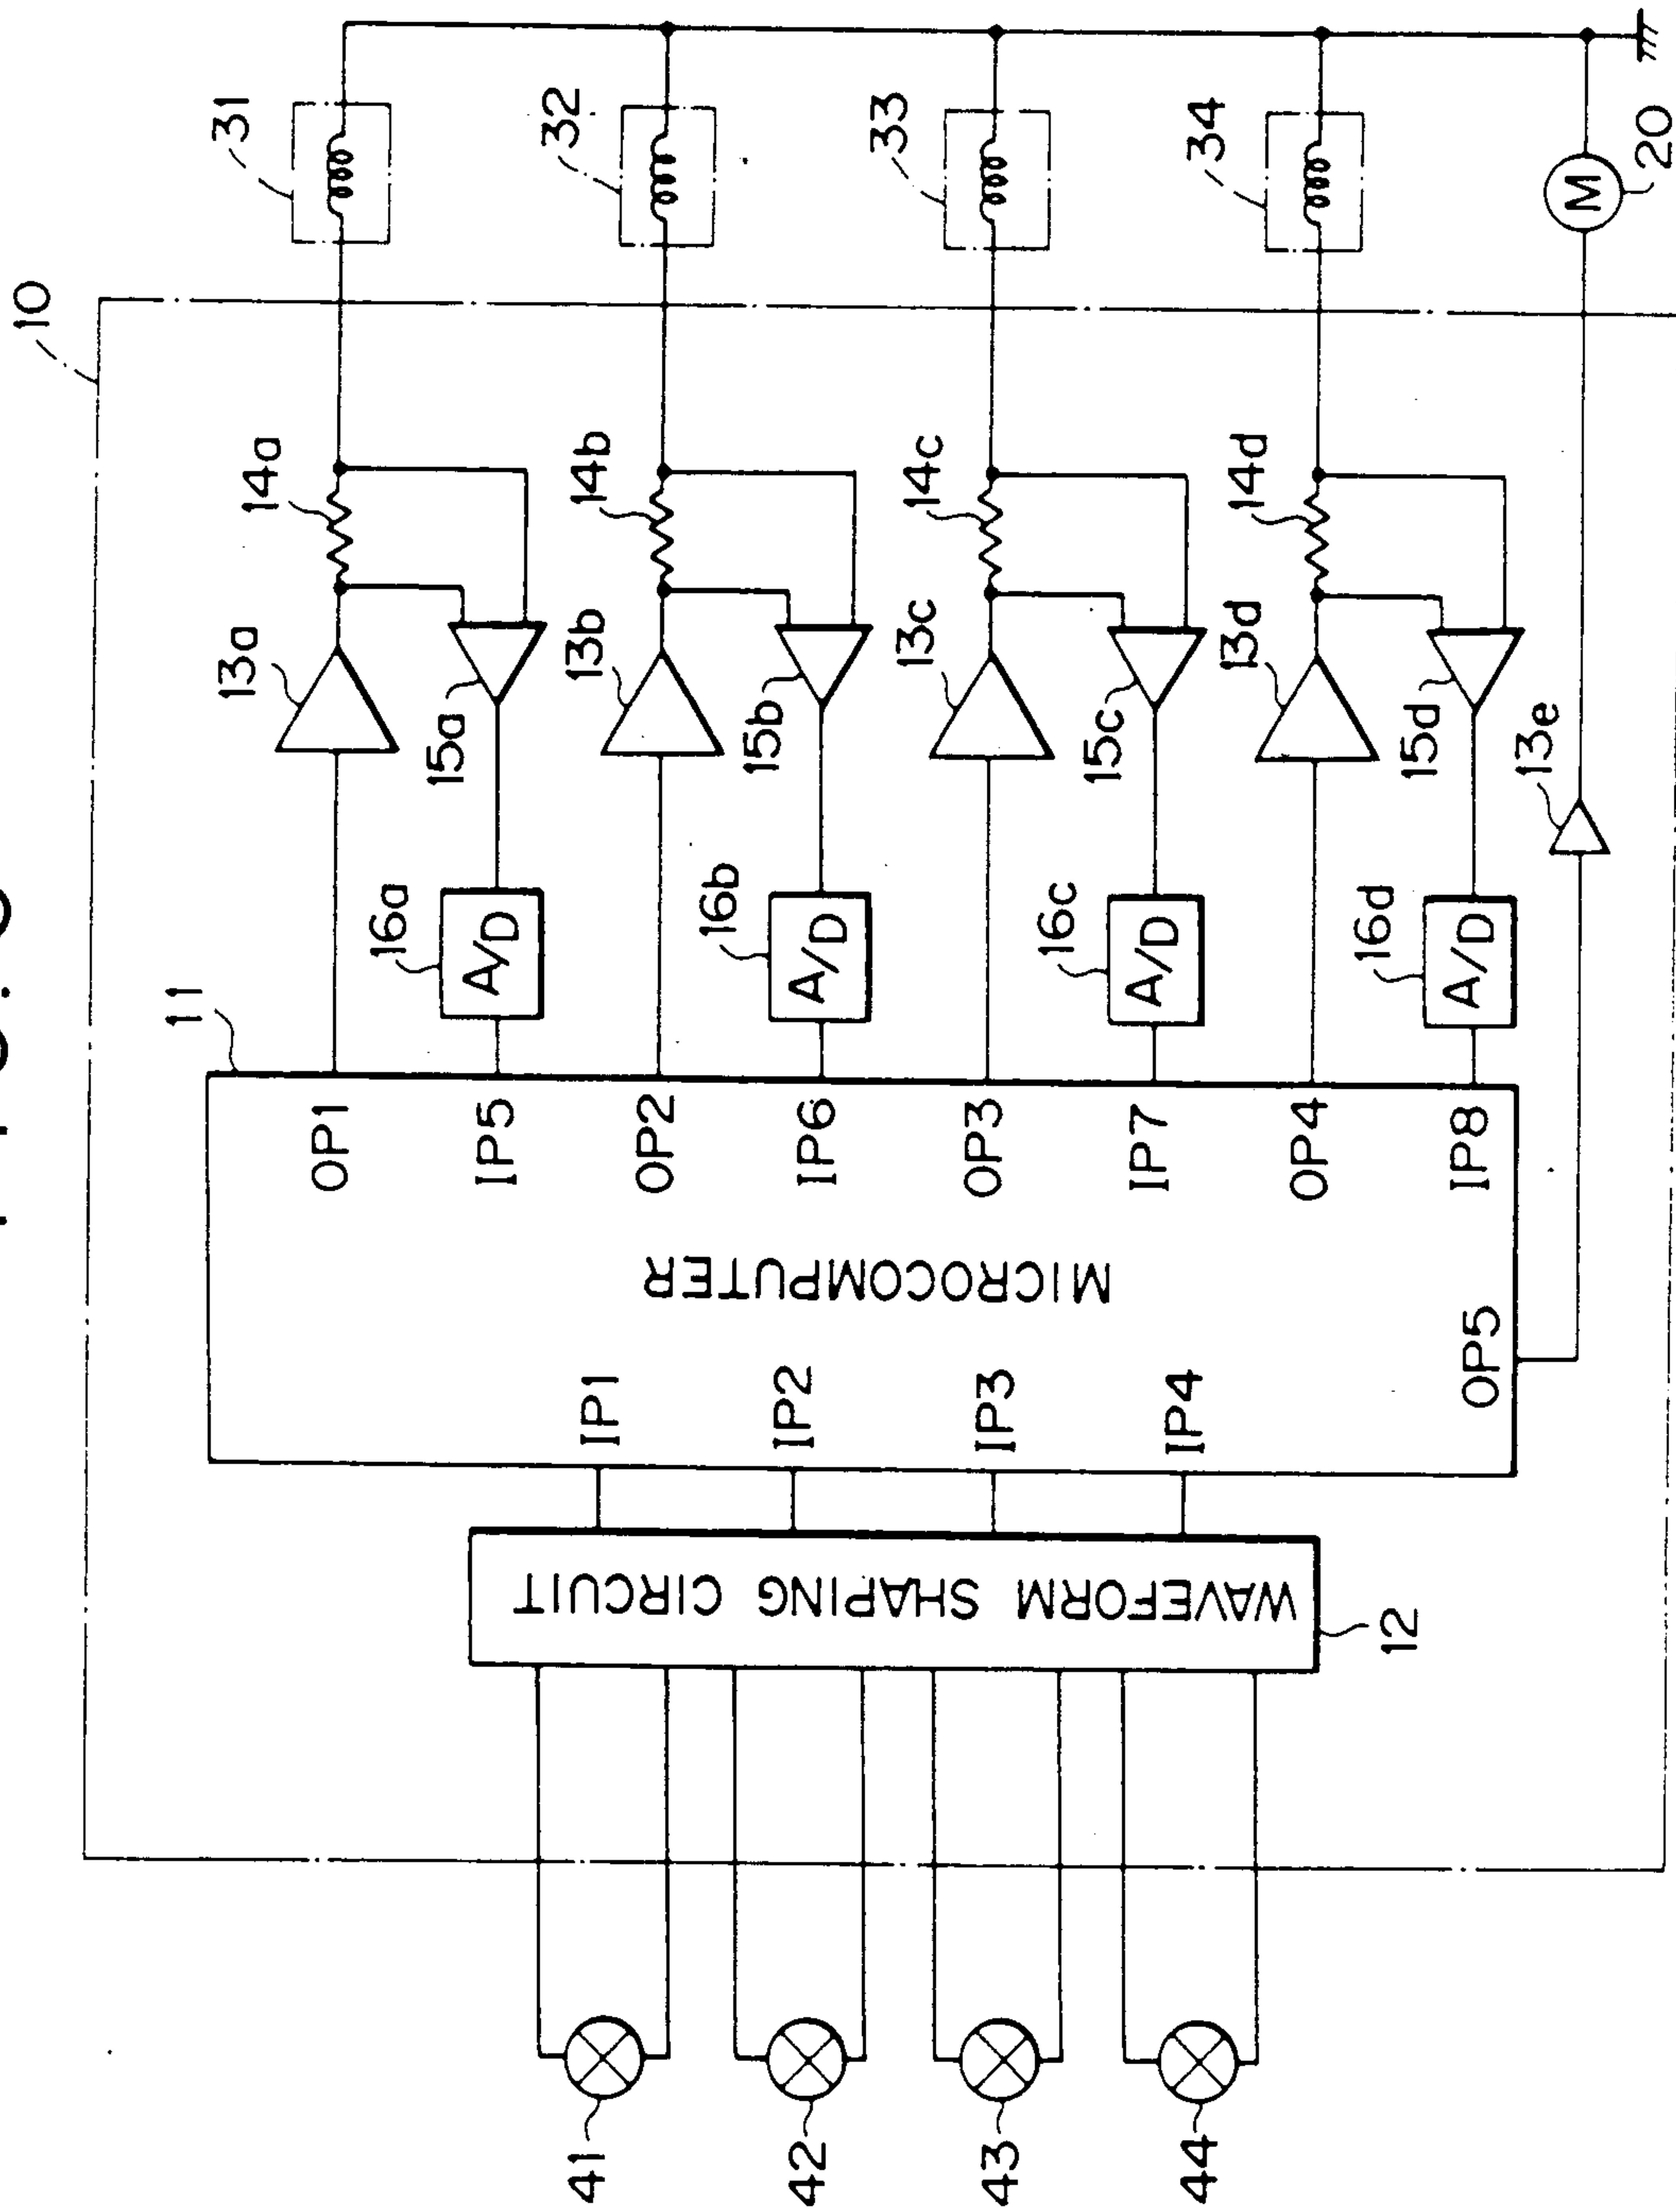 10
11
31
32
33
34
20
M
14a
14b
14c
14d
13a
13b
13c
13d
13e
15a
15b
15c
15d
16a
16b
16c
16d
A/D
A/D
A/D
A/D
OP1
IP5
OP2
IP6
OP3
IP7
OP4
IP8
OP5
MICROCOMPUTER
IP1
IP2
IP3
IP4
WAVEFORM SHAPING CIRCUIT
12
41
42
43
44